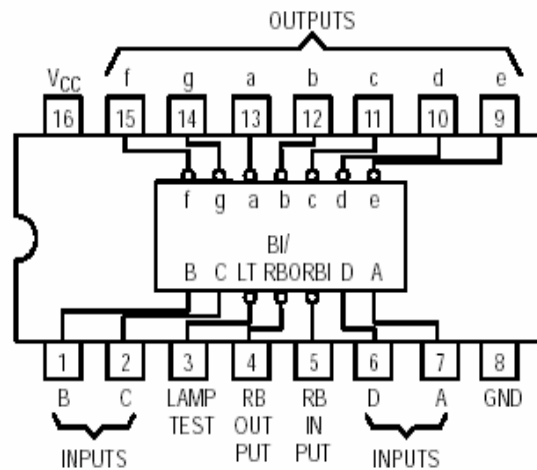 OUTPUTS
VCC f g a b c d e
16 15 14 13 12 11 10 9
f g a b c d e
BI/
B C LT RBO RBI D A
1 2 3 4 5 6 7 8
B C LAMP RB RB D A GND
TEST OUT IN
PUT PUT
INPUTS INPUTS